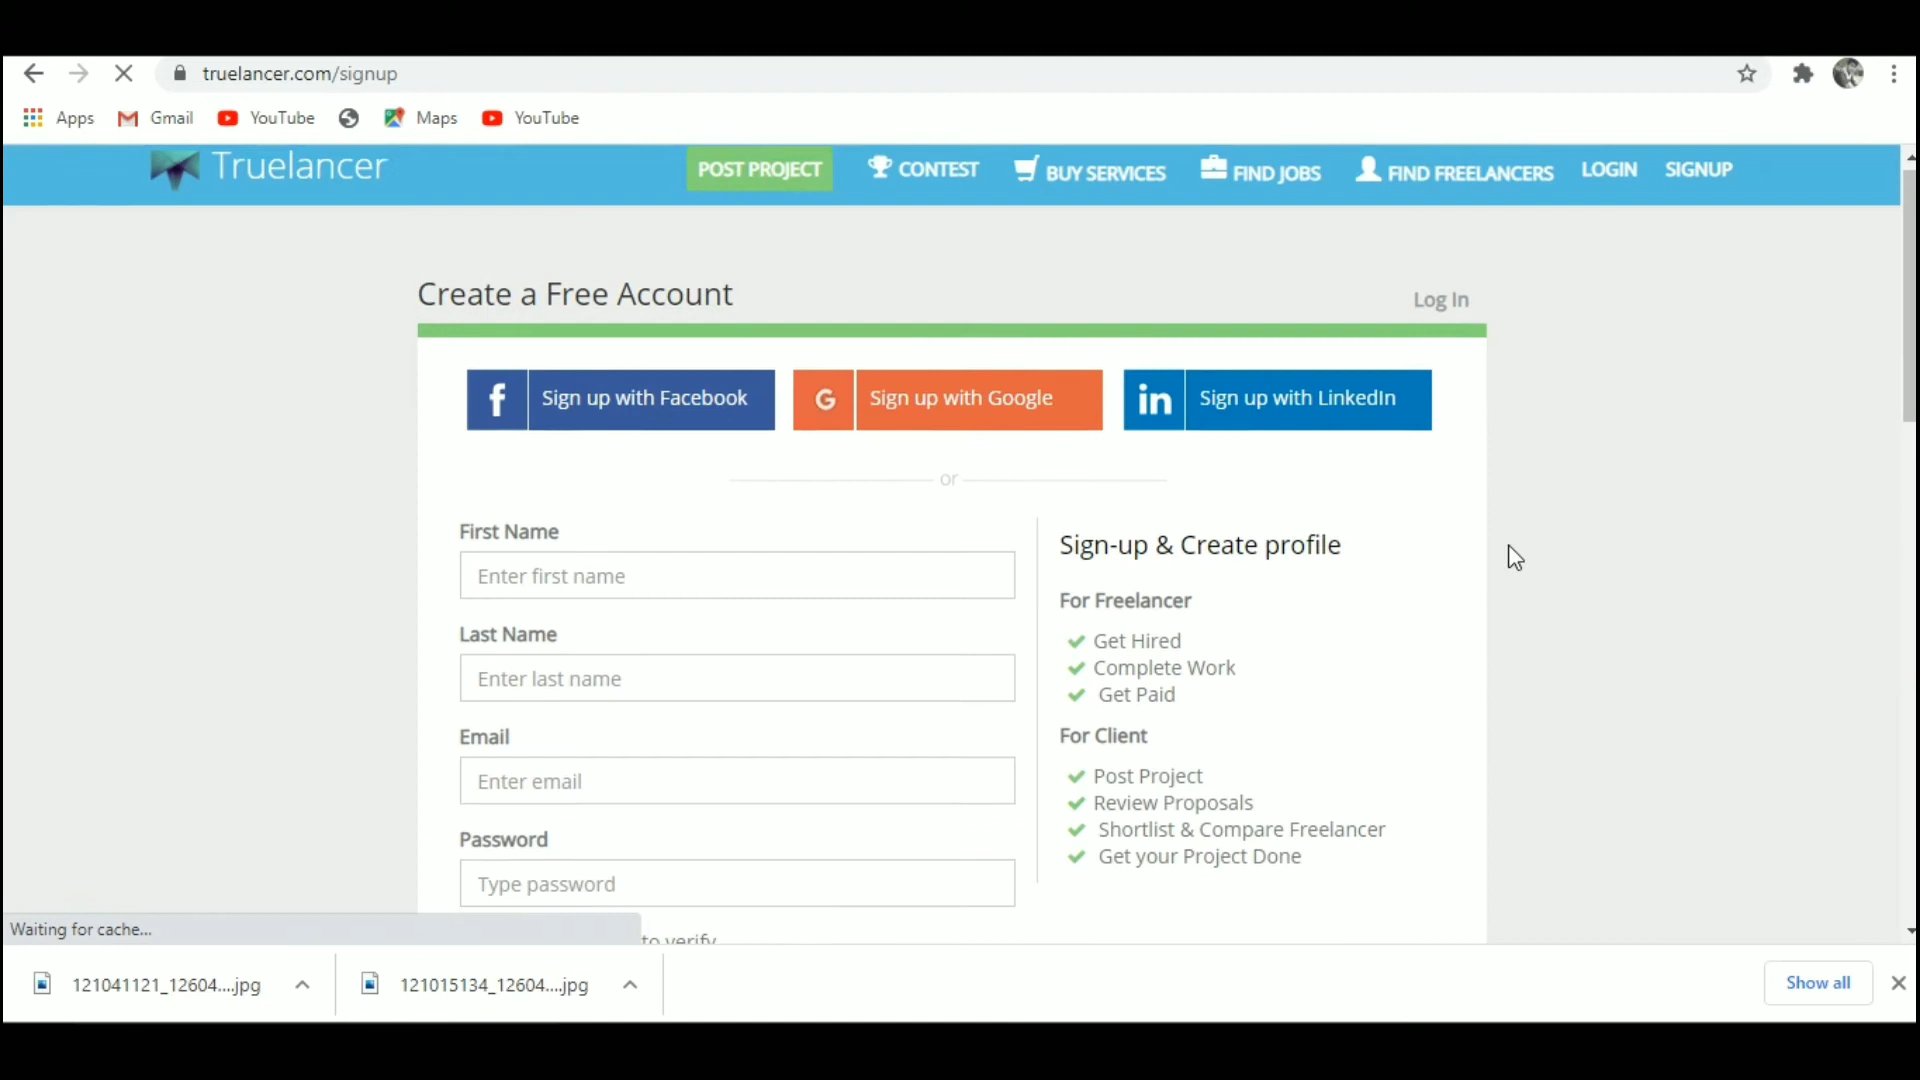 truelancer.com/signup
Apps Gmail YouTube Maps YouTube
Truelancer POST PROJECT CONTEST BUY SERVICES FIND JOBS FIND FREELANCERS LOGIN SIGNUP
Create a Free Account
Log In
f Sign up with Facebook G Sign up with Google in Sign up with LinkedIn
or
First Name
Enter first name
Last Name
Enter last name
Email
Enter email
Password
Type password
Sign-up & Create profile
For Freelancer
Get Hired
Complete Work
Get Paid
For Client
Post Project
Review Proposals
Shortlist & Compare Freelancer
Get your Project Done
Waiting for cache...
to verify
121041121_12604....jpg 121015134_12604....jpg Show all